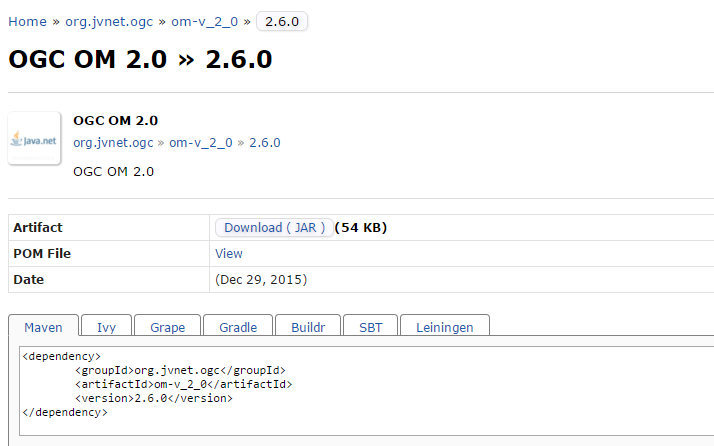 Home » org.jvnet.ogc » om-v_2_0 » 2.6.0
OGC OM 2.0 » 2.6.0
Java.net
OGC OM 2.0
org.jvnet.ogc » om-v_2_0 » 2.6.0
OGC OM 2.0
Artifact Download ( JAR ) (54 KB)
POM File View
Date (Dec 29, 2015)
Maven Ivy Grape Gradle Buildr SBT Leiningen
<dependency>
<groupId>org.jvnet.ogc</groupId>
<artifactId>om-v_2_0</artifactId>
<version>2.6.0</version>
</dependency>